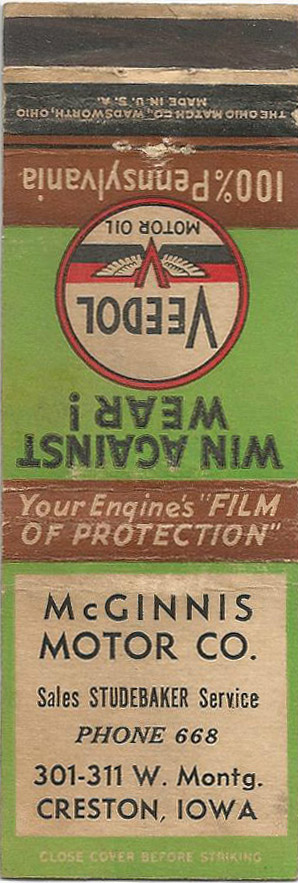 THE OHIO MATCH CO., WADSWORTH, OHIO
MADE IN U. S. A.
100% Pennsylvania
VEEDOL
MOTOR OIL
WIN AGAINST
WEAR!
Your Engine's "FILM
OF PROTECTION"
McGINNIS
MOTOR CO.
Sales STUDEBAKER Service
PHONE 668
301-311 W. Montg.
CRESTON, IOWA
CLOSE COVER BEFORE STRIKING